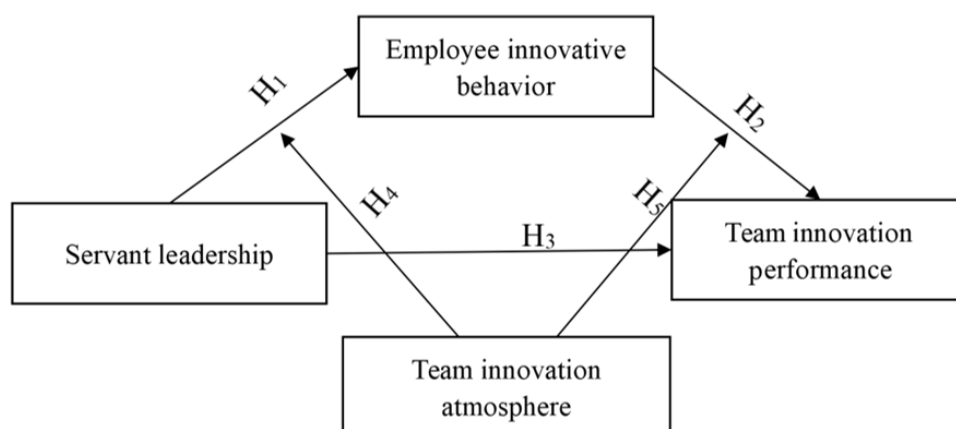 Employee innovative
behavior
H₁
H₂
Servant leadership
H₄
H₃
H₅
Team innovation
performance
Team innovation
atmosphere